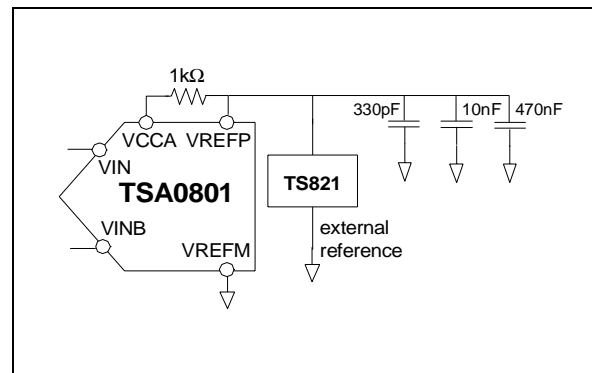 1kΩ
330pF
10nF
470nF
VCCA
VREFP
VIN
TSA0801
TS821
VINB
external
reference
VREFM